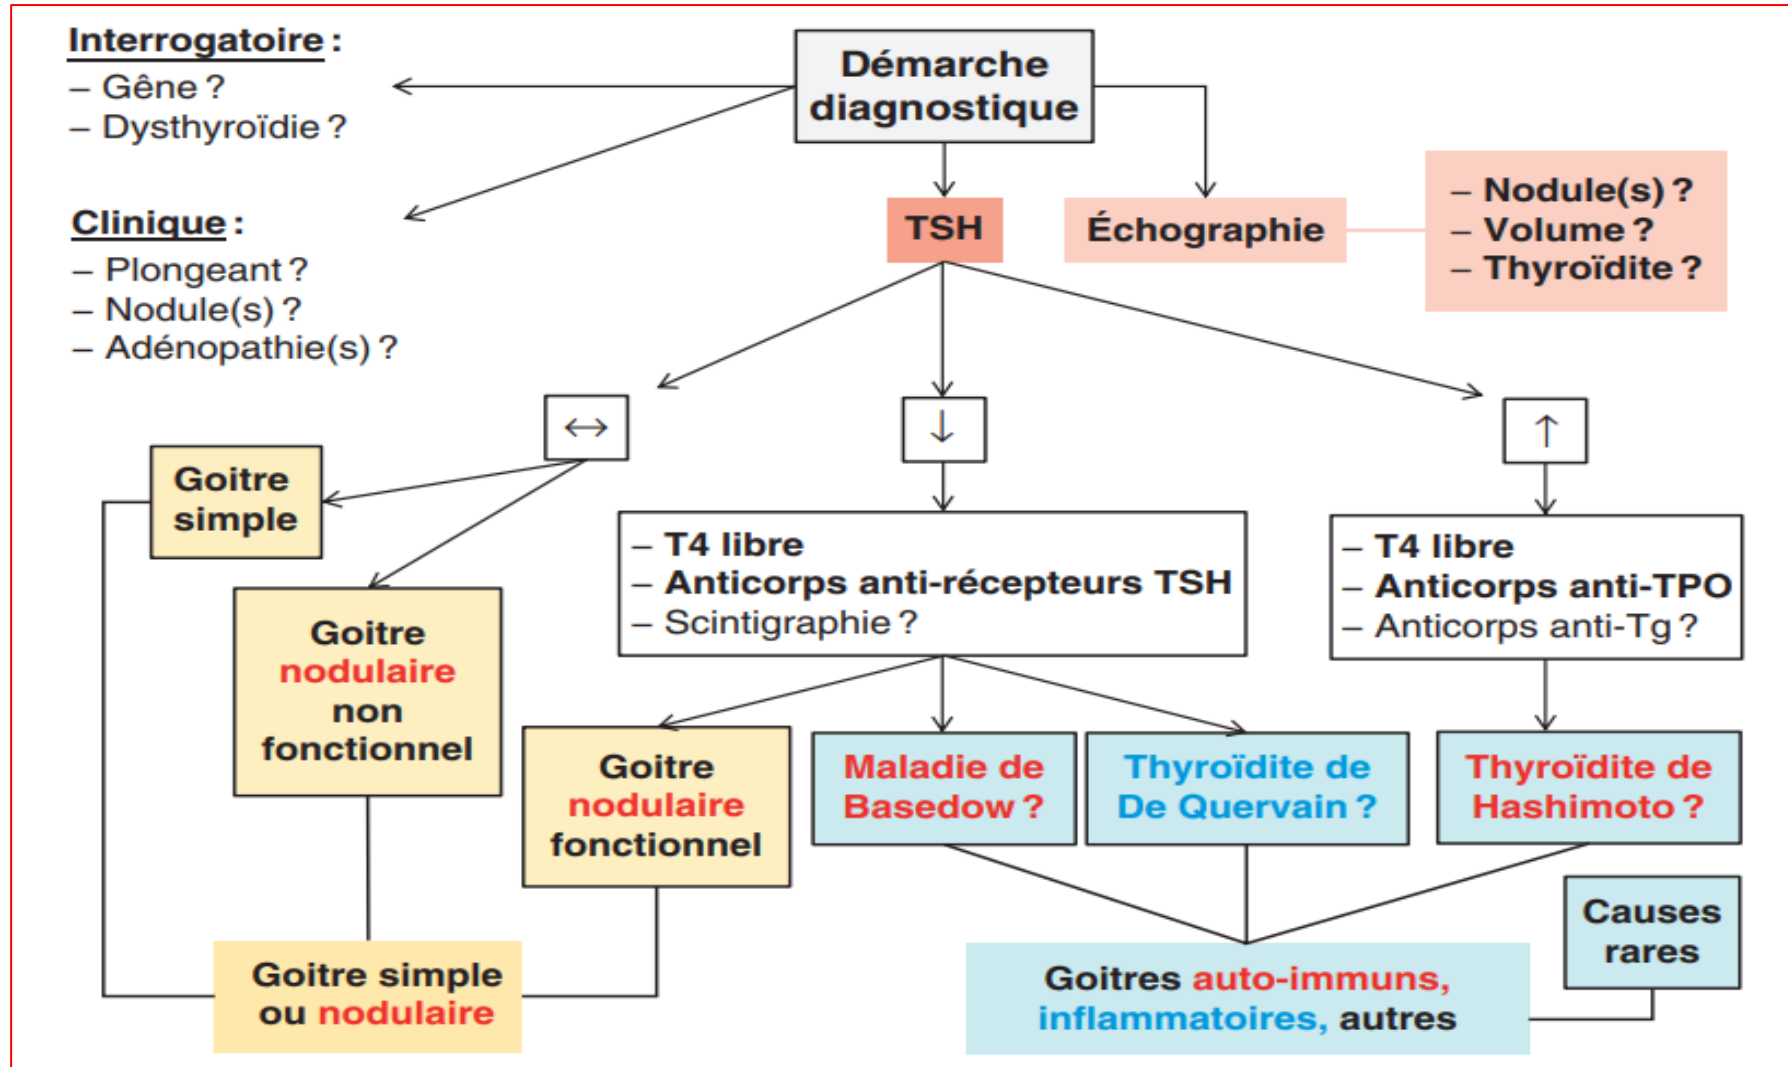 Interrogatoire :
– Gêne ?
– Dysthyroïdie ?
Clinique :
– Plongeant ?
– Nodule(s) ?
– Adénopathie(s) ?
Démarche
diagnostique
TSH
Échographie
– Nodule(s) ?
– Volume ?
– Thyroïdite ?
↔
↓
↑
Goitre
simple
Goitre
nodulaire
non
fonctionnel
– T4 libre
– Anticorps anti-récepteurs TSH
– Scintigraphie ?
– T4 libre
– Anticorps anti-TPO
– Anticorps anti-Tg ?
Goitre
nodulaire
fonctionnel
Maladie de
Basedow ?
Thyroïdite de
De Quervain ?
Thyroïdite de
Hashimoto ?
Causes
rares
Goitre simple
ou nodulaire
Goitres auto-immuns,
inflammatoires, autres